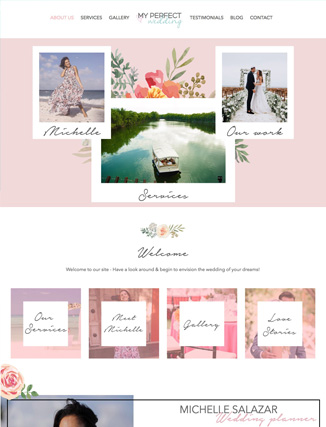 ABOUT US SERVICES GALLERY MY PERFECT wedding TESTIMONIALS BLOG CONTACT
Michelle
Our work
Services
Welcome
Welcome to our site - Have a look around & begin to envision the wedding of your dreams!
Our Services
Meet Michelle
Gallery
Love Stories
MICHELLE SALAZAR
Wedding planner